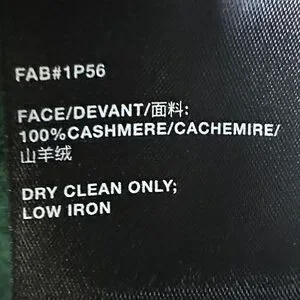 FAB#1P56
FACE/DEVANT/面料:
100%CASHMERE/CACHEMIRE/
山羊绒
DRY CLEAN ONLY;
LOW IRON